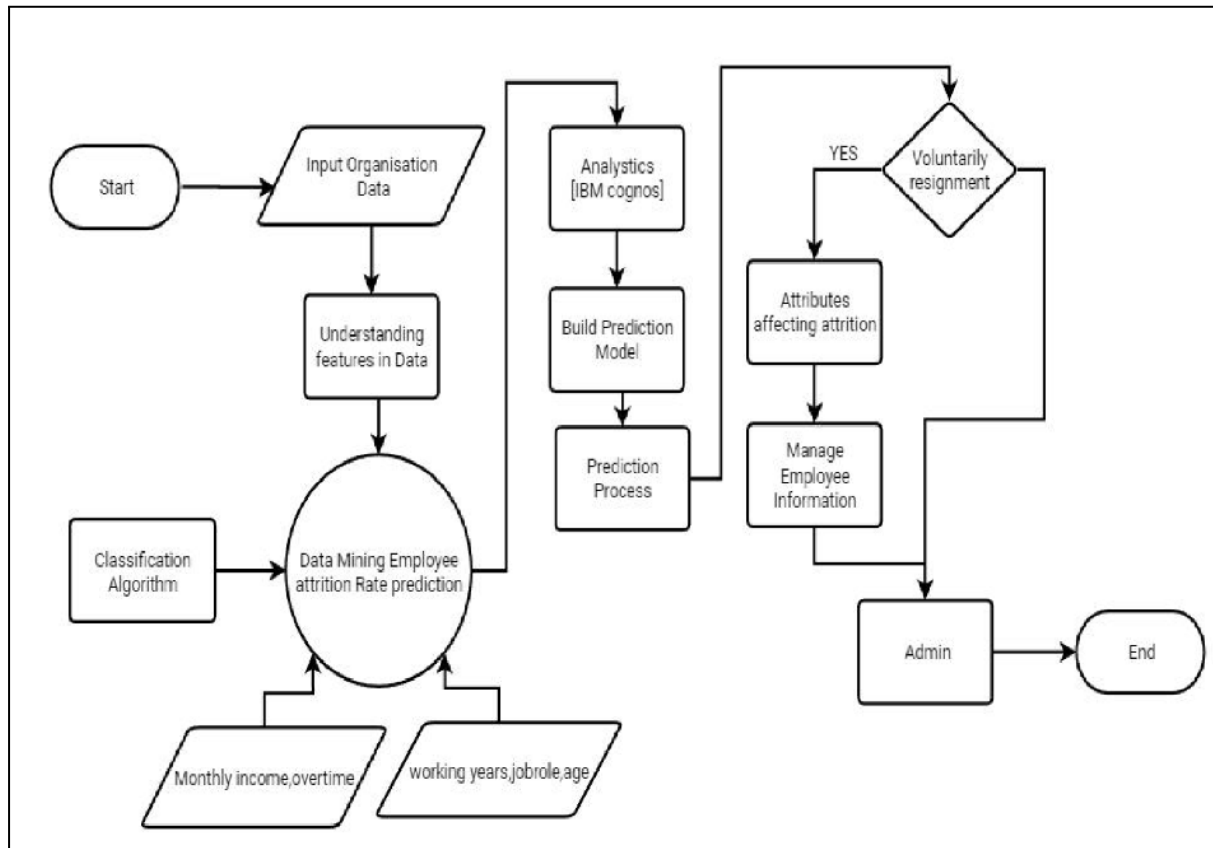 Start
Input Organisation
Data
Understanding
features in Data
Classification
Algorithm
Data Mining Employee
attrition Rate prediction
Monthly income,overtime
working years,jobrole,age
Analystics
[IBM cognos]
Build Prediction
Model
Prediction
Process
Voluntarily
resignment
YES
Attributes
affecting attrition
Manage
Employee
Information
Admin
End